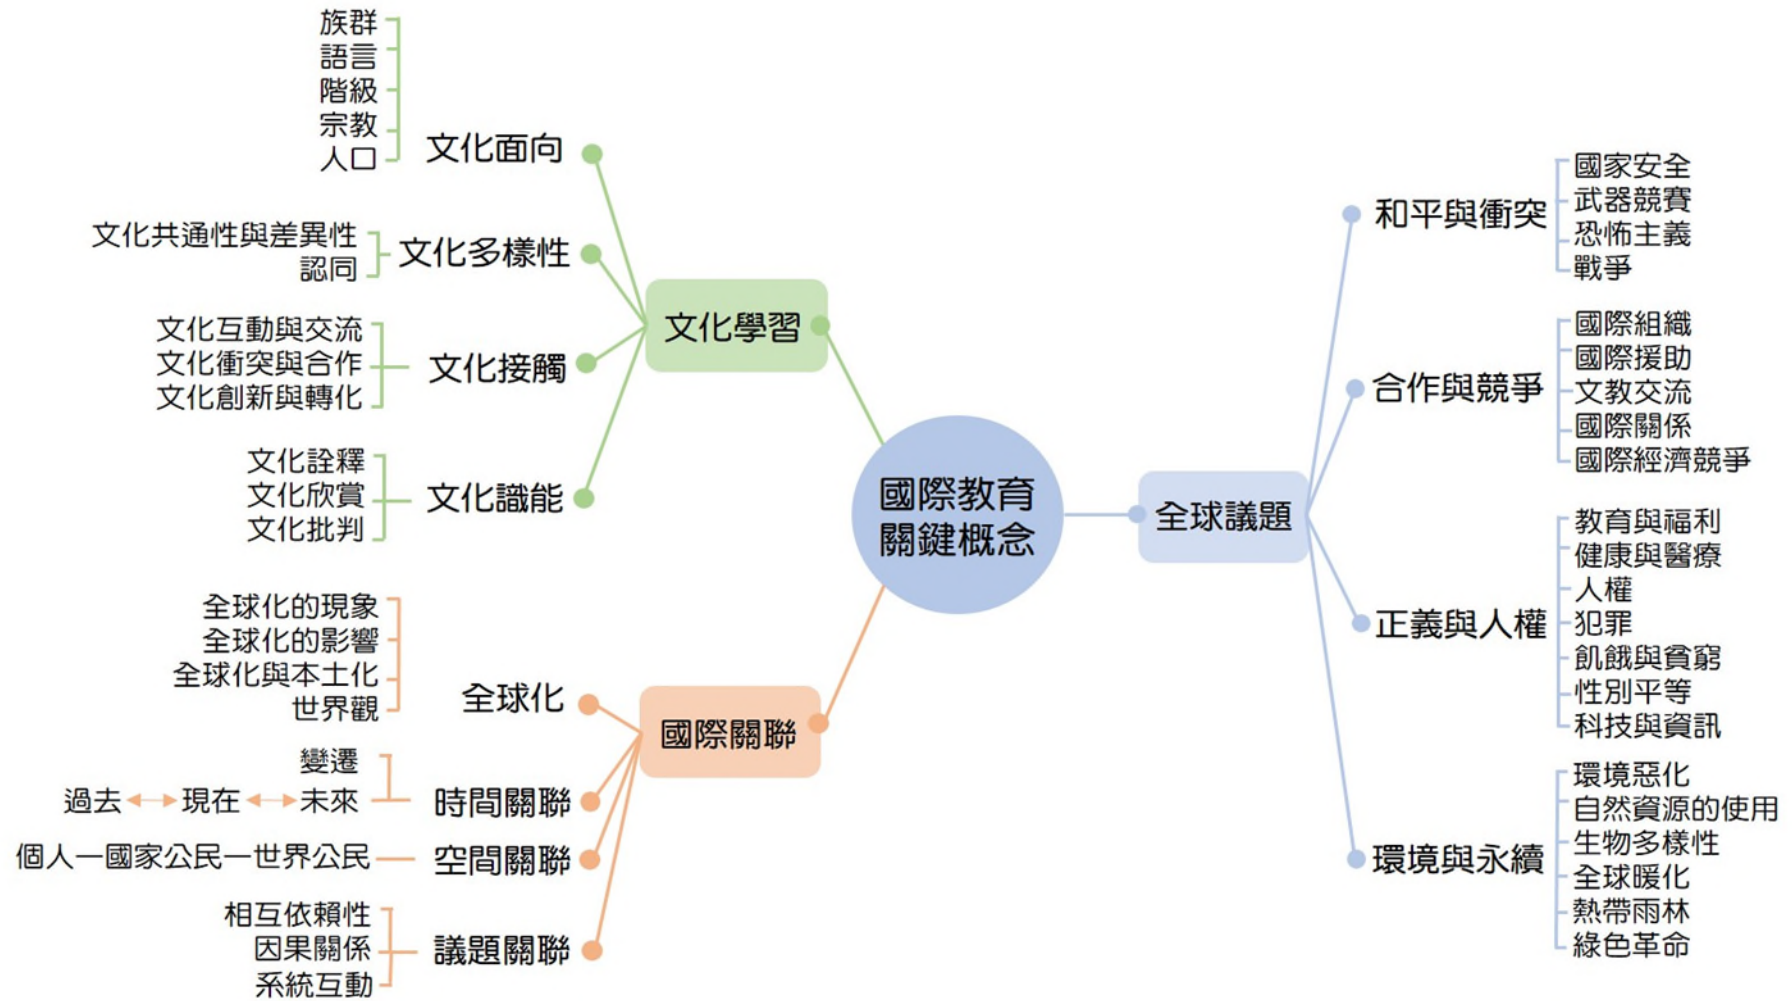 國際教育
關鍵概念
文化學習
文化面向
族群
語言
階級
宗教
人口
文化多樣性
文化共通性與差異性
認同
文化接觸
文化互動與交流
文化衝突與合作
文化創新與轉化
文化識能
文化詮釋
文化欣賞
文化批判
國際關聯
全球化
全球化的現象
全球化的影響
全球化與本土化
世界觀
時間關聯
變遷
過去 現在 未來
空間關聯
個人—國家公民—世界公民
議題關聯
相互依賴性
因果關係
系統互動
全球議題
和平與衝突
國家安全
武器競賽
恐怖主義
戰爭
合作與競爭
國際組織
國際援助
文教交流
國際關係
國際經濟競爭
正義與人權
教育與福利
健康與醫療
人權
犯罪
飢餓與貧窮
性別平等
科技與資訊
環境與永續
環境惡化
自然資源的使用
生物多樣性
全球暖化
熱帶雨林
綠色革命